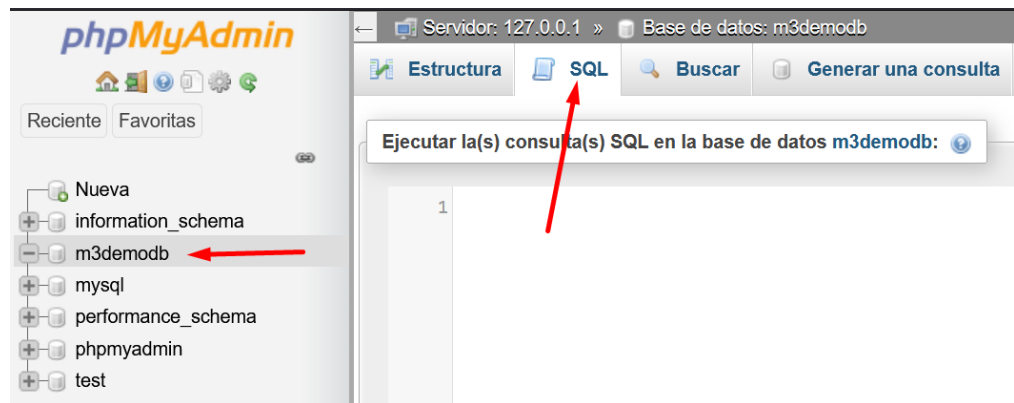 phpMyAdmin
Reciente Favoritas
Nueva
information_schema
m3demodb
mysql
performance_schema
phpmyadmin
test
← Servidor: 127.0.0.1 » Base de datos: m3demodb
Estructura SQL Buscar Generar una consulta
Ejecutar la(s) consulta(s) SQL en la base de datos m3demodb:
1